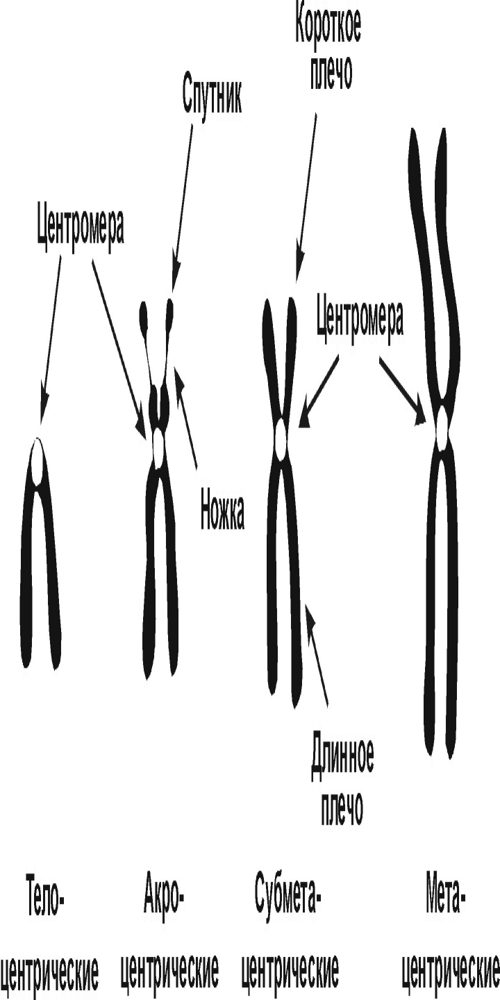 Короткое
плечо
Спутник
Центромера
Центромера
Ножка
Длинное
плечо
Тело-
центрические
Акро-
центрические
Субмета-
центрические
Мета-
центрические